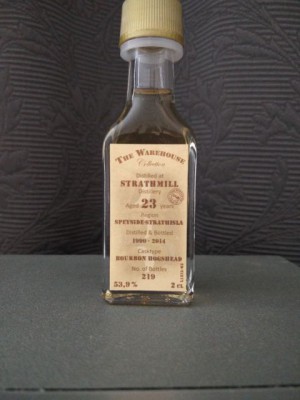 The Warehouse
Collection
Distilled at
STRATHMILL
Distillery
Aged 23 years
Region
SPEYSIDE-STRATHISLA
Distilled & Bottled
1990 - 2014
Casktype
BOURBON HOGSHEAD
No. of Bottles
219
53,9% 2 cl.